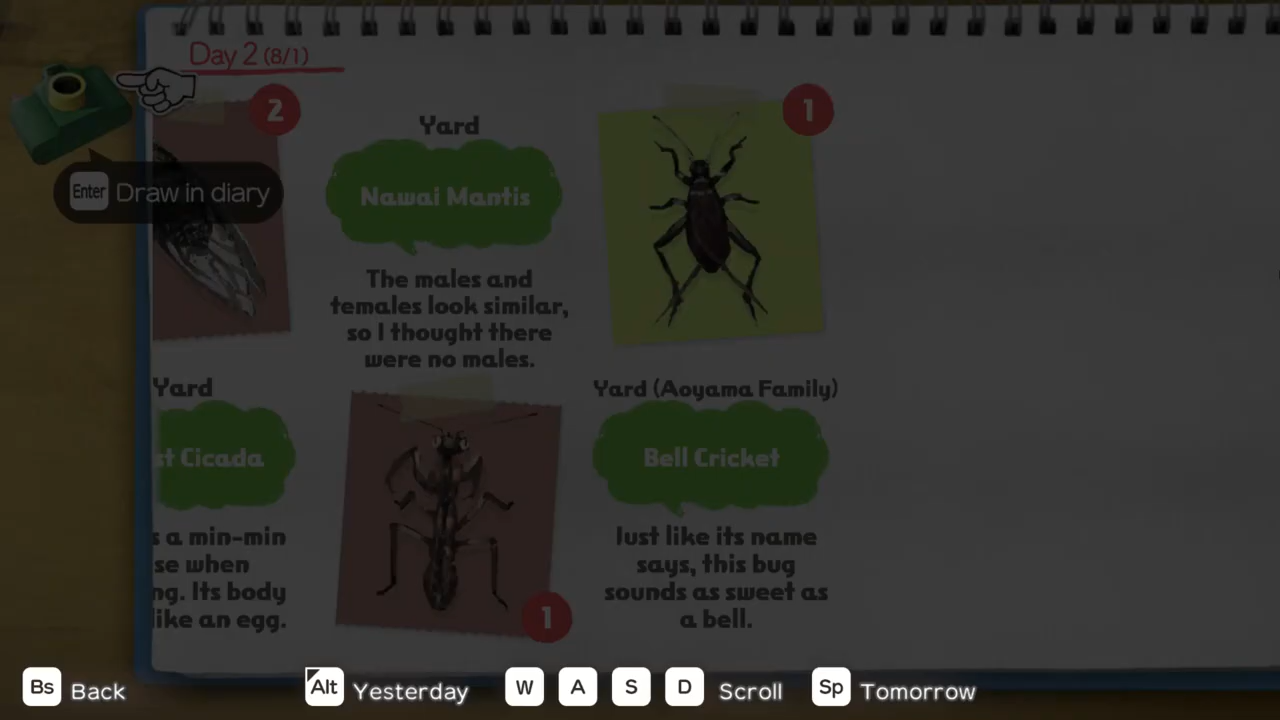 Day 2 (8/1)
2
Yard
1
Enter Draw in diary
Nawai Mantis
The males and
females look similar,
so I thought there
were no males.
Yard
Yard (Aoyama Family)
st Cicada
Bell Cricket
s a min-min
se when
ng. Its body
like an egg.
Just like its name
says, this bug
sounds as sweet as
a bell.
1
Bs Back
Alt Yesterday
W A S D Scroll
Sp Tomorrow